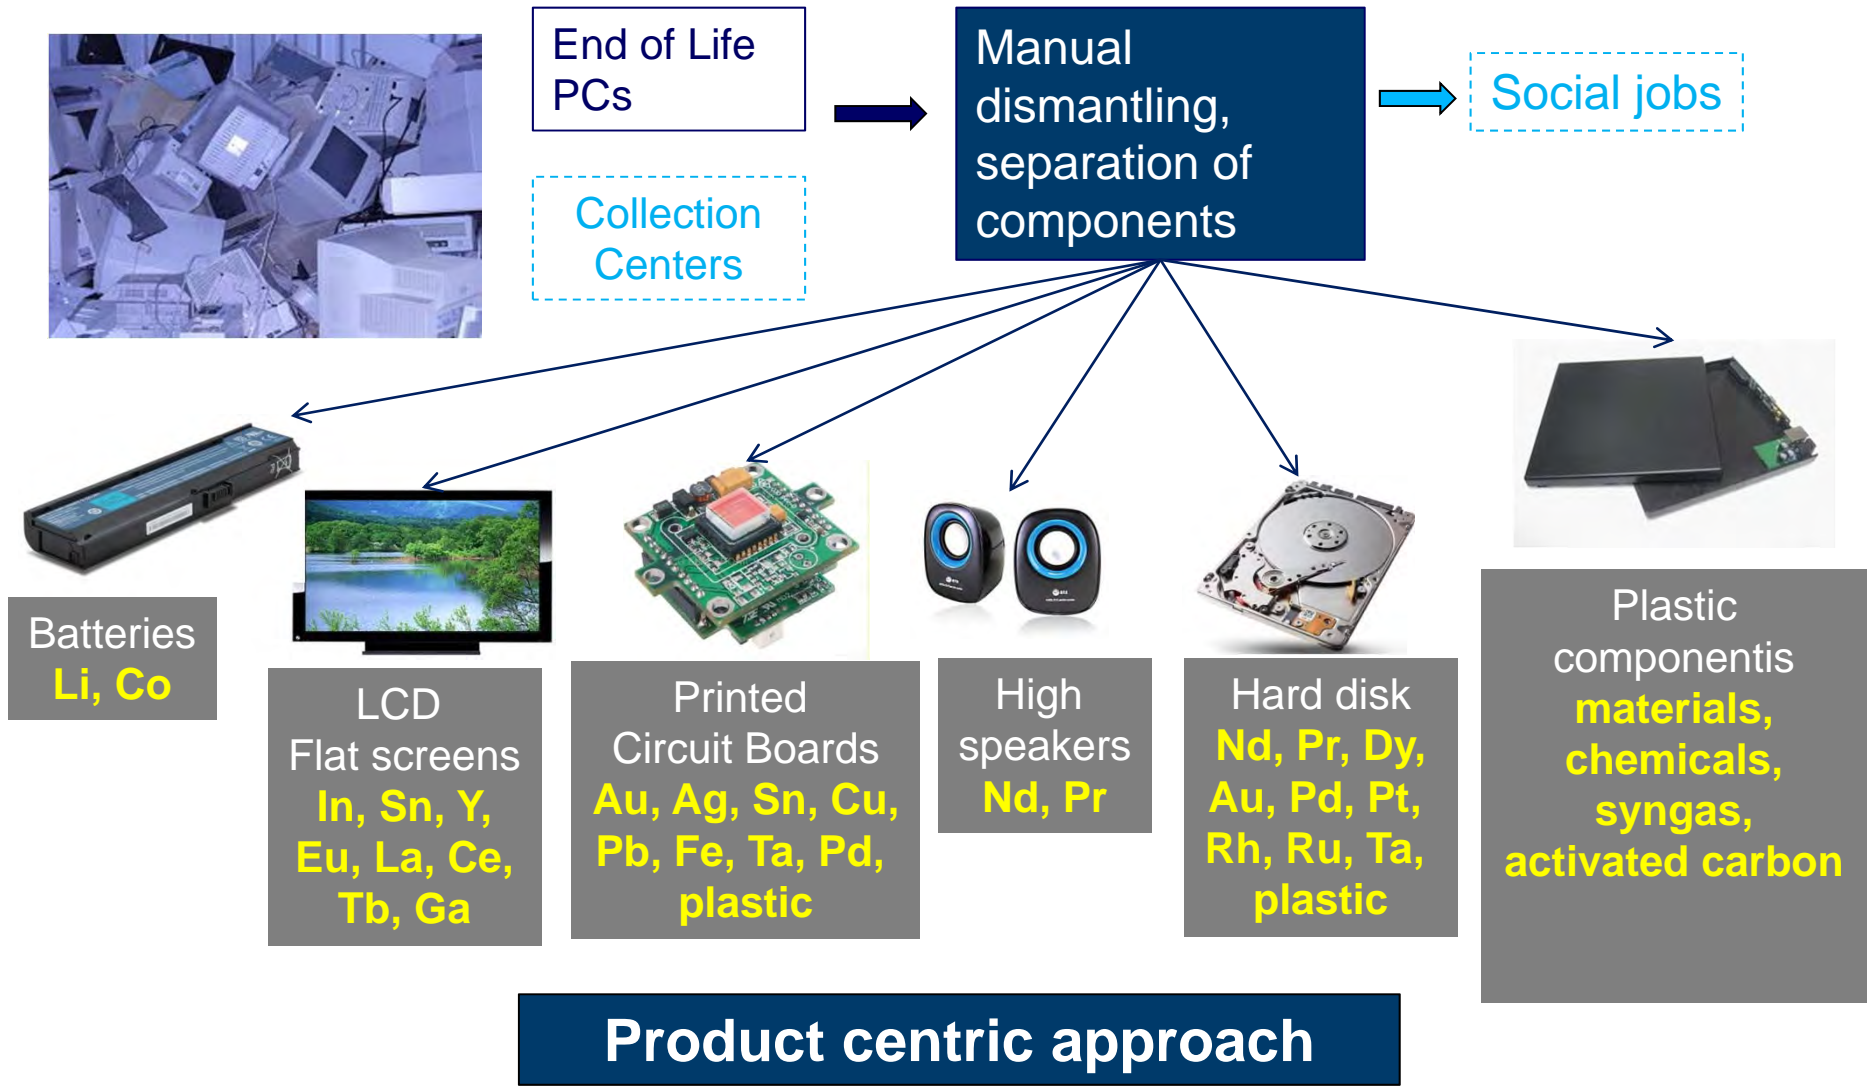 End of Life
PCs
Manual
dismantling,
separation of
components
Social jobs
Collection
Centers
Batteries
Li, Co
LCD
Flat screens
In, Sn, Y,
Eu, La, Ce,
Tb, Ga
Printed
Circuit Boards
Au, Ag, Sn, Cu,
Pb, Fe, Ta, Pd,
plastic
High
speakers
Nd, Pr
Hard disk
Nd, Pr, Dy,
Au, Pd, Pt,
Rh, Ru, Ta,
plastic
Plastic
componentis
materials,
chemicals,
syngas,
activated carbon
Product centric approach